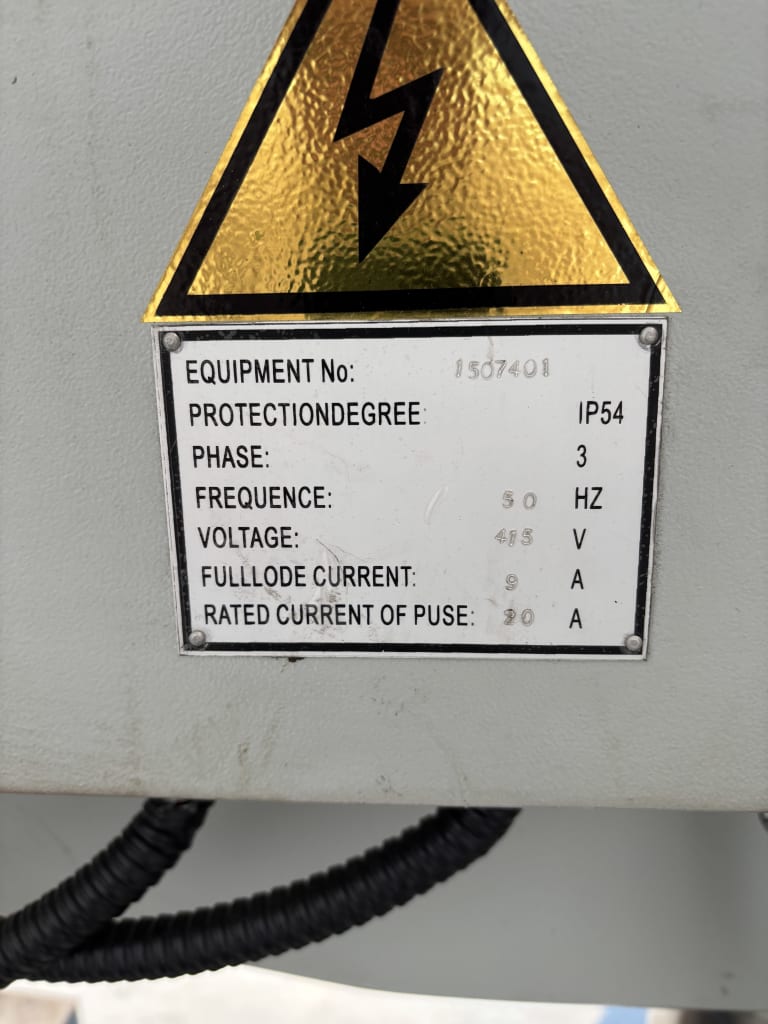 EQUIPMENT No: 1507401
PROTECTIONDEGREE: IP54
PHASE: 3
FREQUENCE: 50 HZ
VOLTAGE: 415 V
FULLLODE CURRENT: 9 A
RATED CURRENT OF PUSE: 20 A